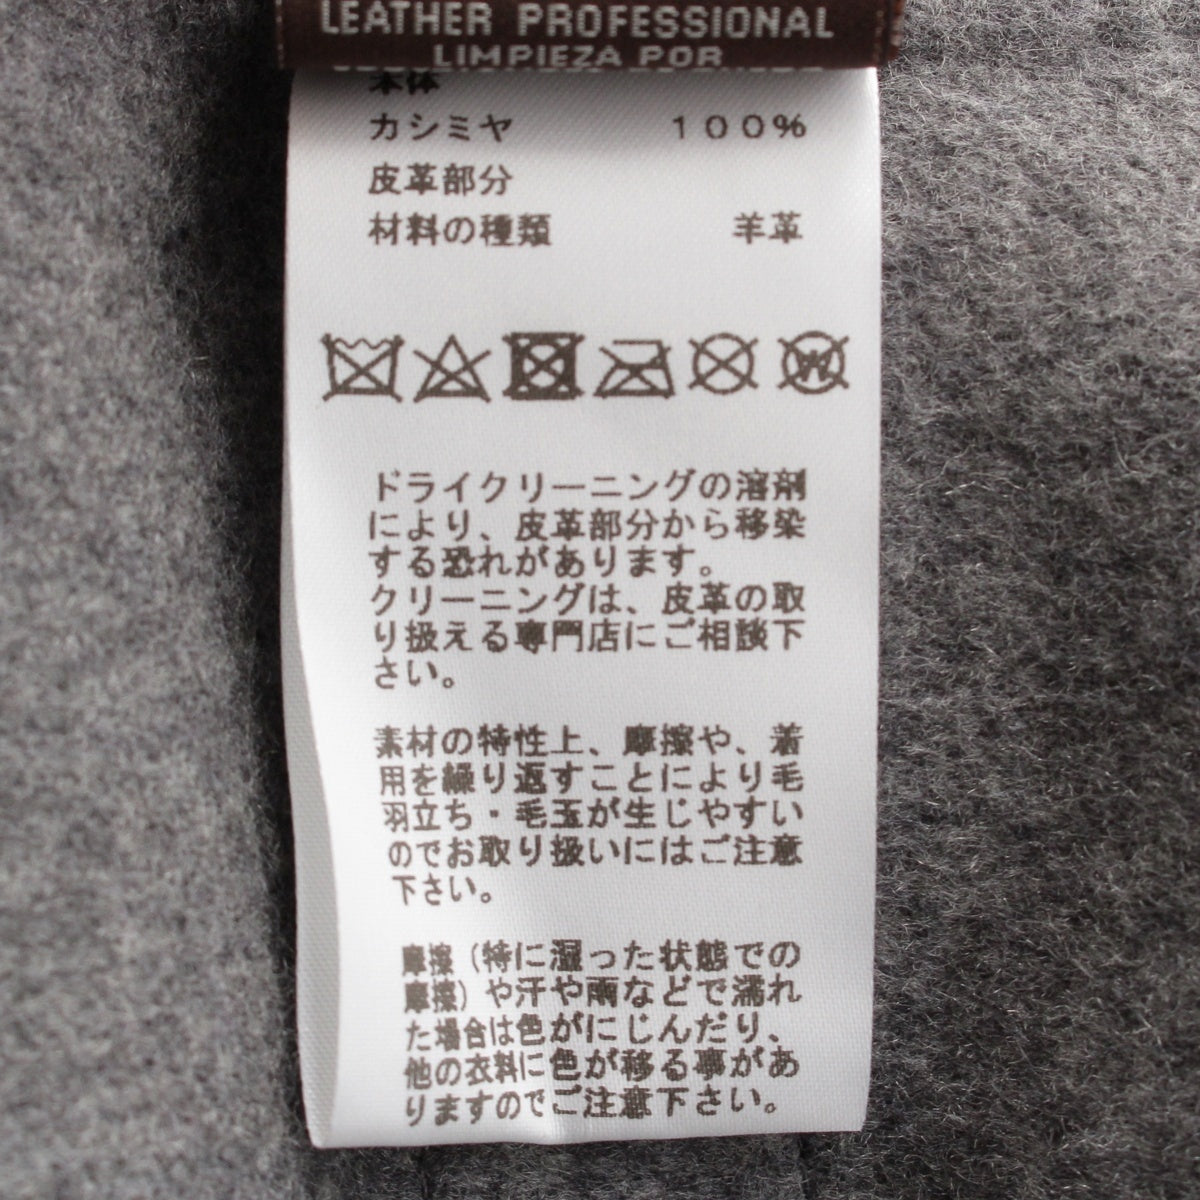 LEATHER PROFESSIONAL
LIMPIEZA POR
本体
カシミヤ 100%
皮革部分
材料の種類 羊革
W
ドライクリーニングの溶剤
により、皮革部分から移染
する恐れがあります。
クリーニングは、皮革の取
り扱える専門店にご相談下
さい。
素材の特性上、摩擦や、着
用を繰り返すことにより毛
羽立ち・毛玉が生じやすい
のでお取り扱いにはご注意
下さい。
摩擦(特に湿った状態での
摩擦)や汗や雨などで濡れ
た場合は色がにじんだり、
他の衣料に色が移る事があ
りますのでご注意下さい。